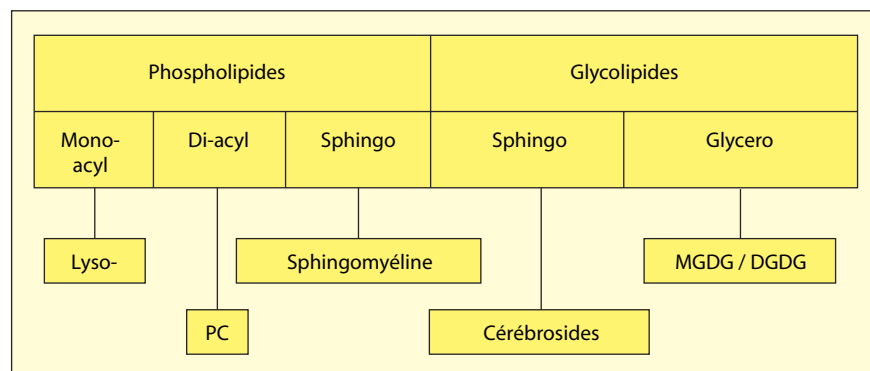 Phospholipides
Glycolipides
Mono-
acyl
Di-acyl
Sphingo
Sphingo
Glycero
Lyso-
Sphingomyéline
MGDG / DGDG
PC
Cérébrosides